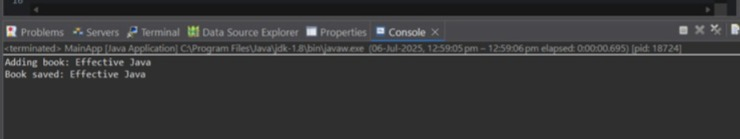 Problems Servers Terminal Data Source Explorer Properties Console
<terminated> MainApp [Java Application] C:\Program Files\Java\jdk-1.8\bin\javaw.exe (06-Jul-2025, 12:59:05 pm – 12:59:06 pm elapsed: 0:00:00.695) [pid: 18724]
Adding book: Effective Java
Book saved: Effective Java